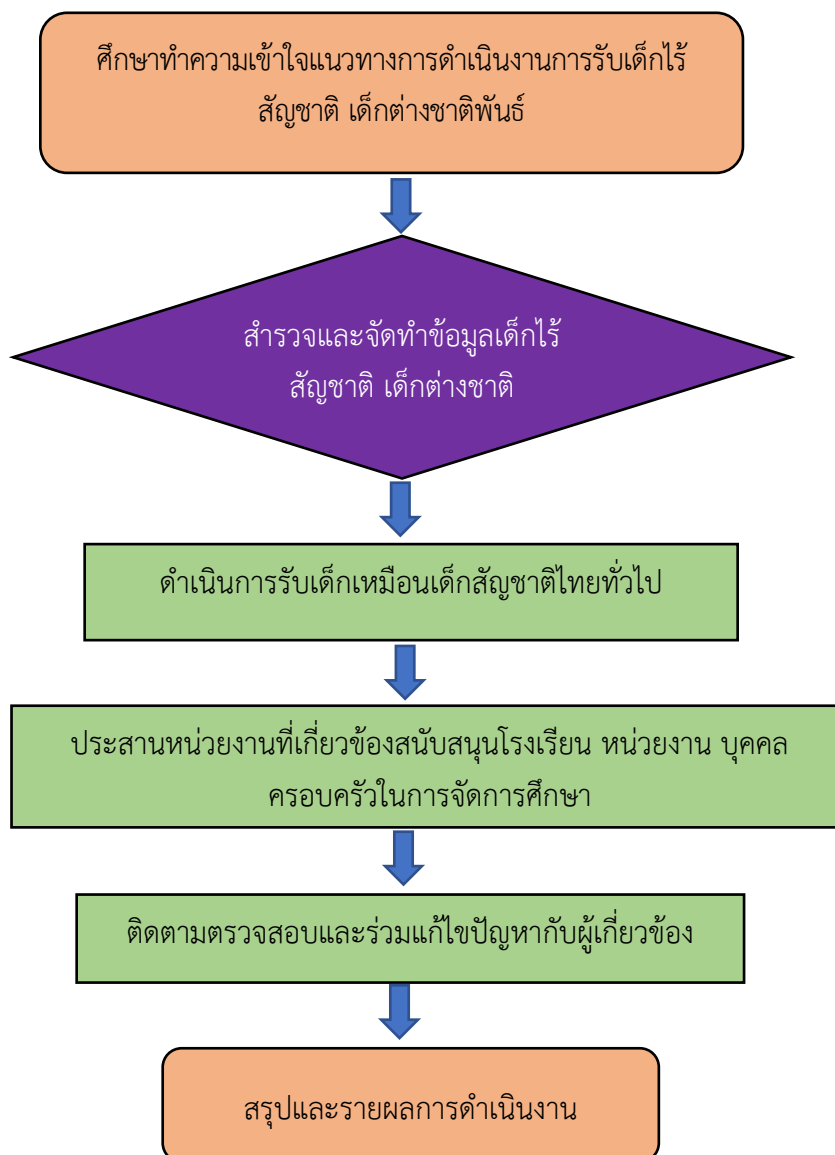 ศึกษาทำความเข้าใจแนวทางการดำเนินงานการรับเด็กไร้
สัญชาติ เด็กต่างชาติพันธ์
สำรวจและจัดทำข้อมูลเด็กไร้
สัญชาติ เด็กต่างชาติ
ดำเนินการรับเด็กเหมือนเด็กสัญชาติไทยทั่วไป
ประสานหน่วยงานที่เกี่ยวข้องสนับสนุนโรงเรียน หน่วยงาน บุคคล
ครอบครัวในการจัดการศึกษา
ติดตามตรวจสอบและร่วมแก้ไขปัญหากับผู้เกี่ยวข้อง
สรุปและรายผลการดำเนินงาน